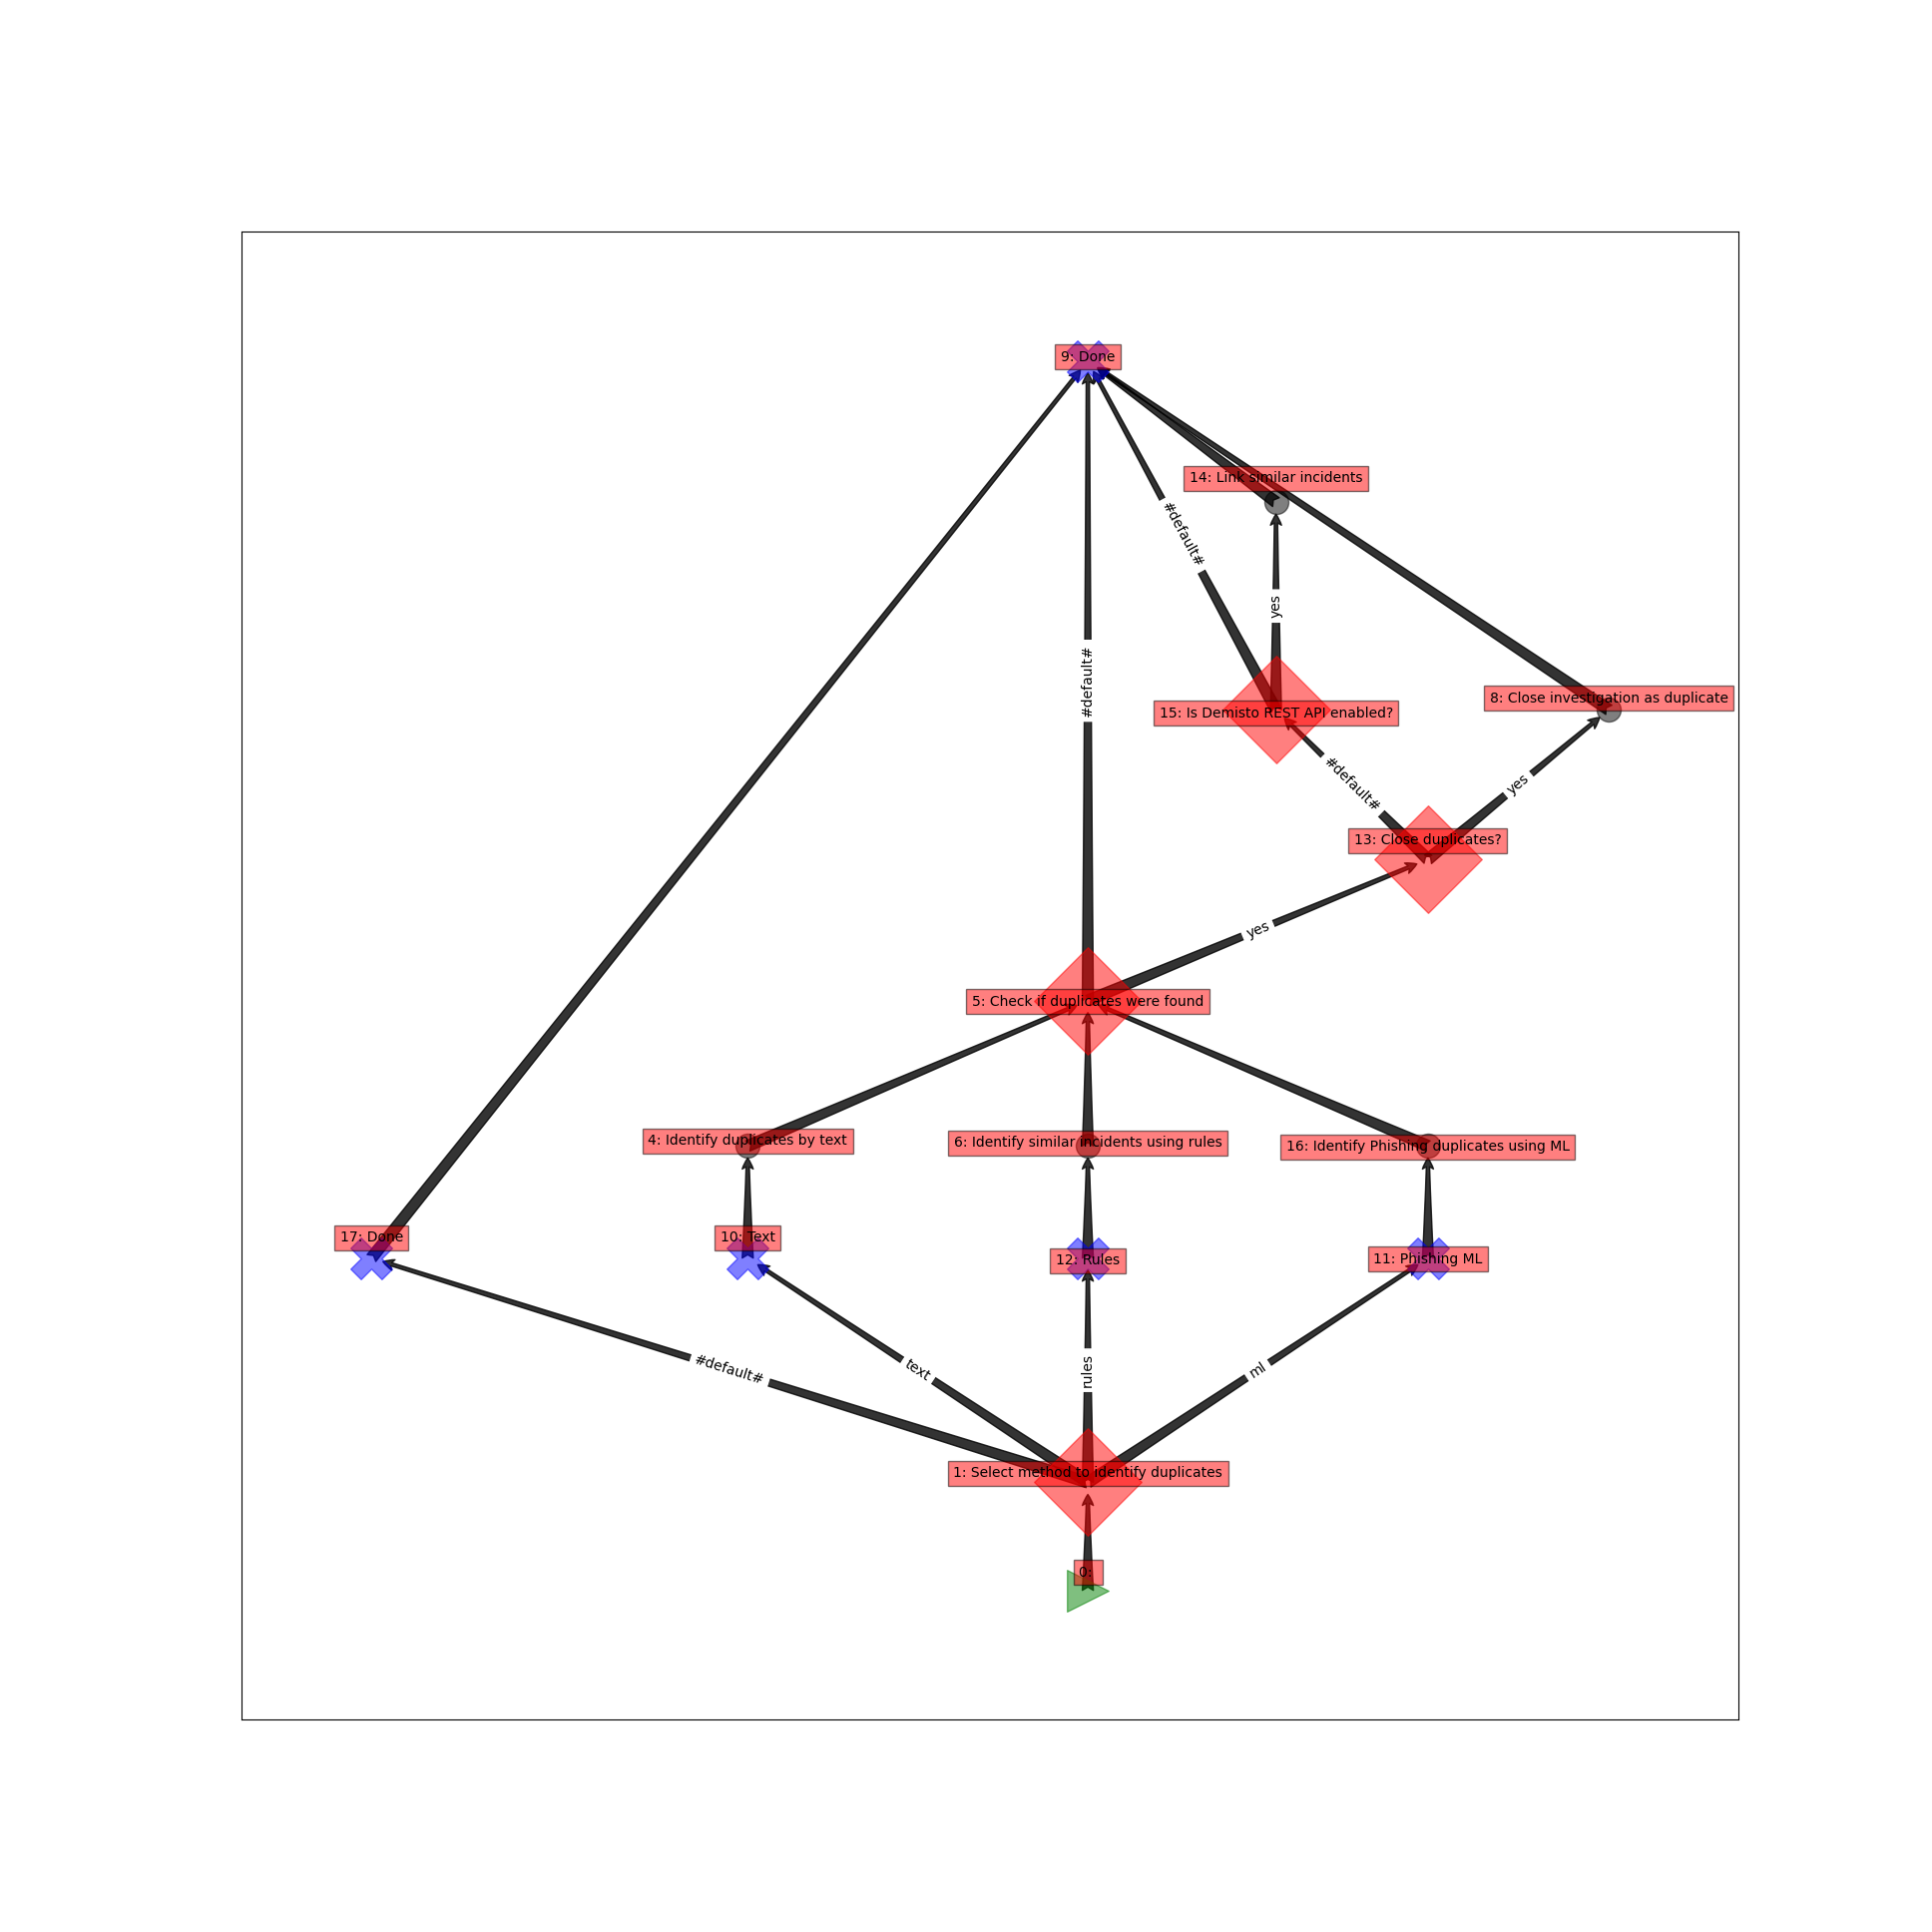 9: Done
14: Link similar incidents
#default#
yes
#default#
8: Close investigation as duplicate
15: Is Demisto REST API enabled?
#default#
yes
13: Close duplicates?
yes
5: Check if duplicates were found
4: Identify duplicates by text
6: Identify similar incidents using rules
16: Identify Phishing duplicates using ML
17: Done
10: Text
12: Rules
11: Phishing ML
#default#
text
rules
ml
1: Select method to identify duplicates
0: